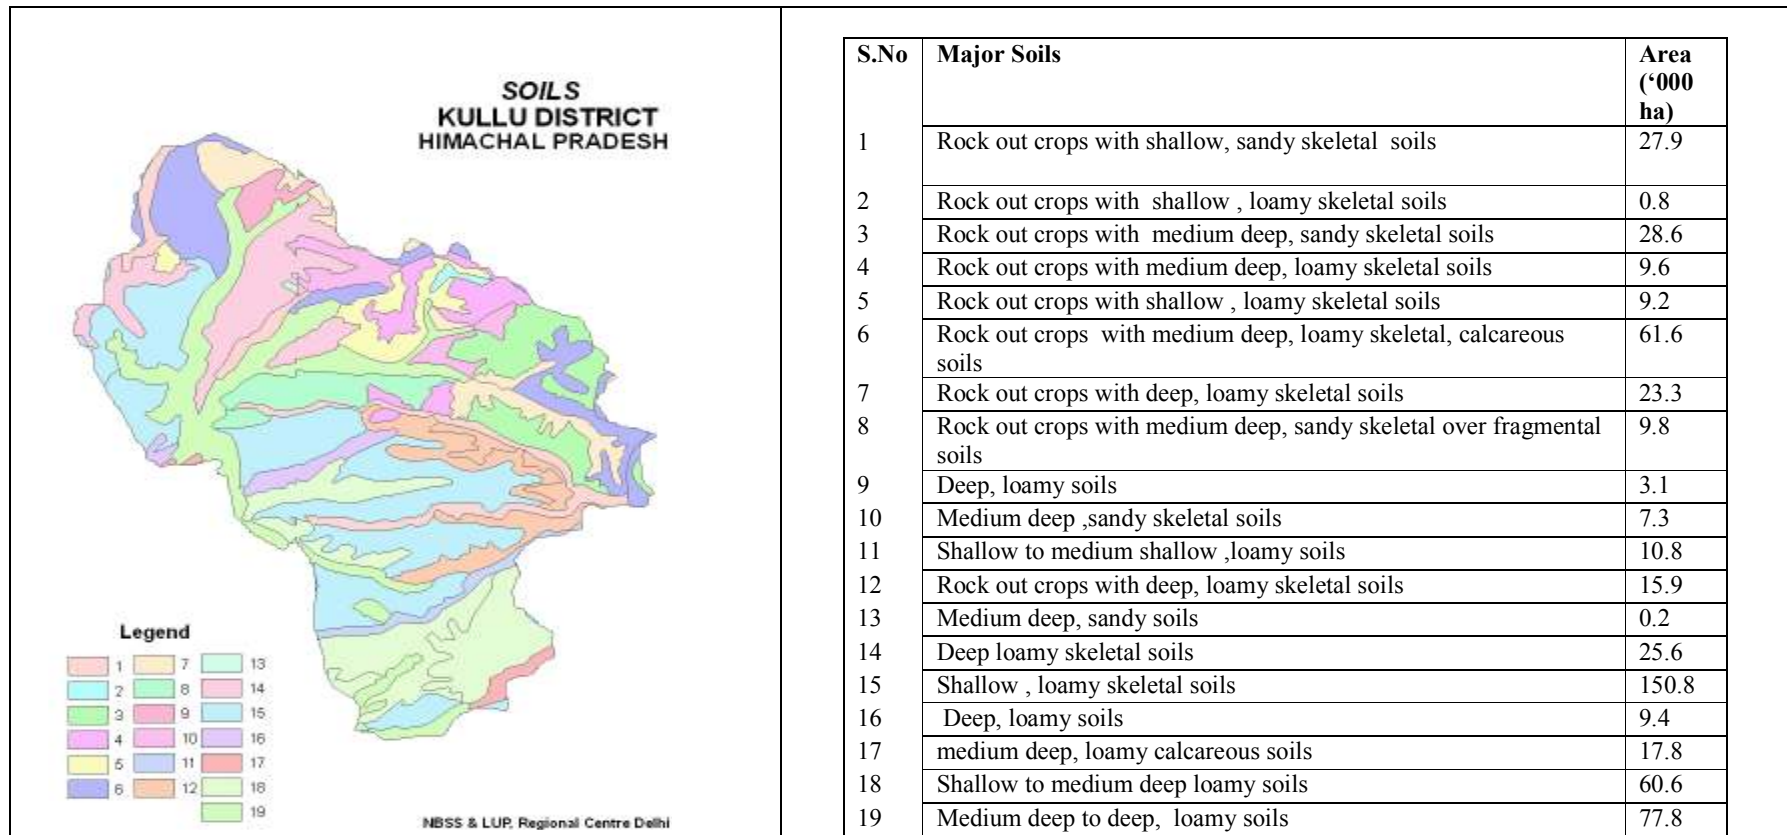 SOILS
KULLU DISTRICT
HIMACHAL PRADESH
Legend
1 7 13
2 8 14
3 9 15
4 10 16
5 11 17
6 12 18
19
NBSS & LUP, Regional Centre Delhi
S.No Major Soils Area
(‘000
ha)
1 Rock out crops with shallow, sandy skeletal soils 27.9
2 Rock out crops with shallow , loamy skeletal soils 0.8
3 Rock out crops with medium deep, sandy skeletal soils 28.6
4 Rock out crops with medium deep, loamy skeletal soils 9.6
5 Rock out crops with shallow , loamy skeletal soils 9.2
6 Rock out crops with medium deep, loamy skeletal, calcareous 61.6
soils
7 Rock out crops with deep, loamy skeletal soils 23.3
8 Rock out crops with medium deep, sandy skeletal over fragmental 9.8
soils
9 Deep, loamy soils 3.1
10 Medium deep ,sandy skeletal soils 7.3
11 Shallow to medium shallow ,loamy soils 10.8
12 Rock out crops with deep, loamy skeletal soils 15.9
13 Medium deep, sandy soils 0.2
14 Deep loamy skeletal soils 25.6
15 Shallow , loamy skeletal soils 150.8
16 Deep, loamy soils 9.4
17 medium deep, loamy calcareous soils 17.8
18 Shallow to medium deep loamy soils 60.6
19 Medium deep to deep, loamy soils 77.8